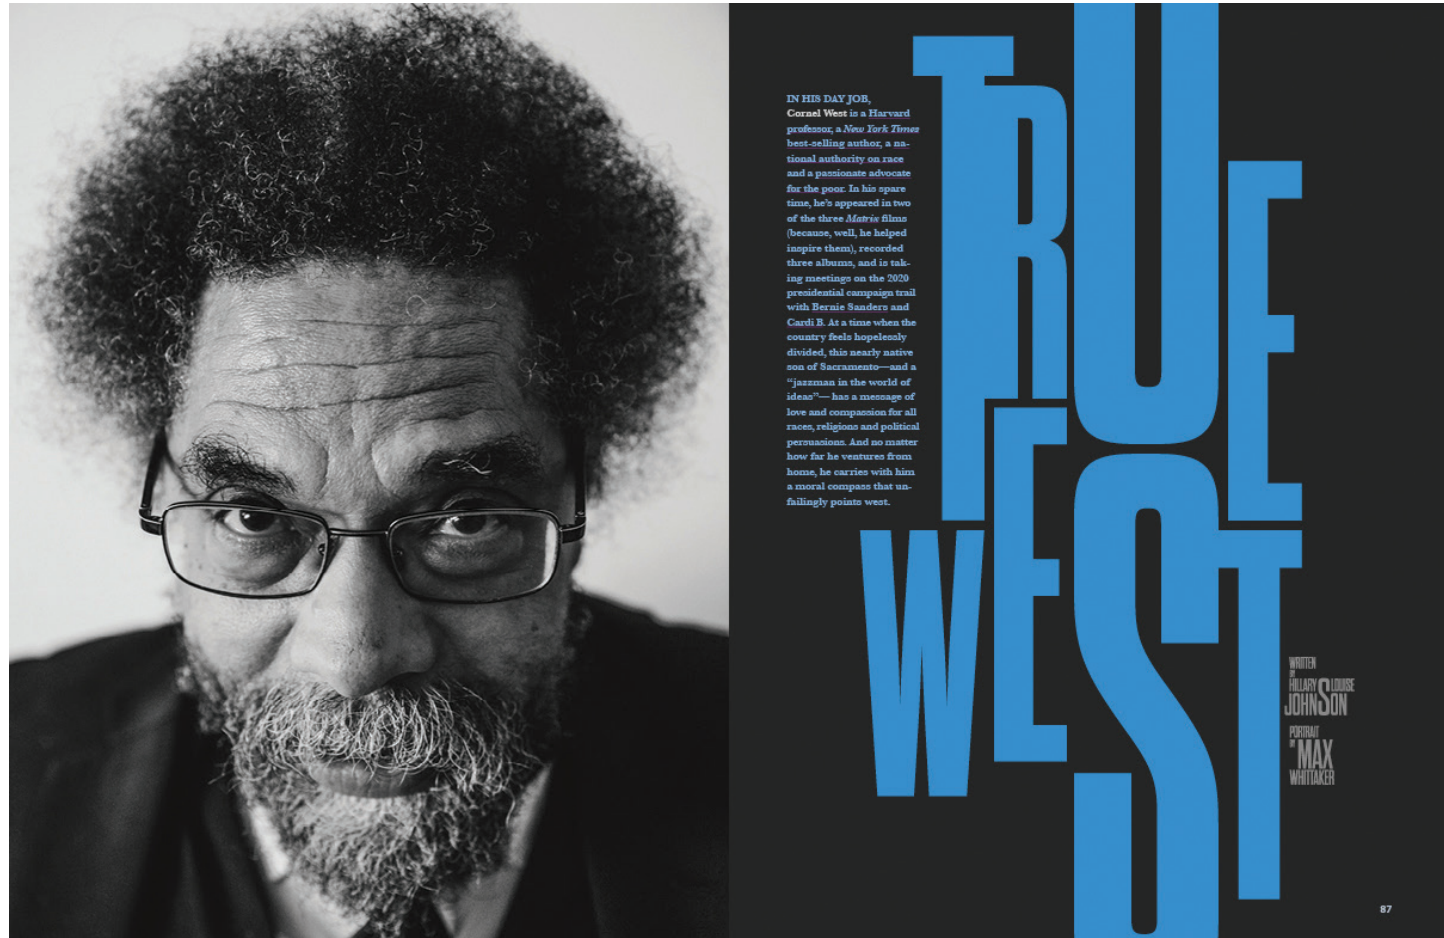 TRUE
WEST
IN HIS DAY JOB,
Cornel West is a Harvard
professor, a New York Times
best-selling author, a na-
tional authority on race
and a passionate advocate
for the poor. In his spare
time, he's appeared in two
of the three Matrix films
(because, well, he helped
inspire them), recorded
three albums, and is tak-
ing meetings on the 2020
presidential campaign trail
with Bernie Sanders and
Cardi B. At a time when the
country feels hopelessly
divided, this nearly native
son of Sacramento—and a
“jazzman in the world of
ideas”— has a message of
love and compassion for all
races, religions and political
persuasions. And no matter
how far he ventures from
home, he carries with him
a moral compass that un-
failingly points west.
WRITTEN
BY
HILLARY LOUISE
JOHNSON
PORTRAIT
BY MAX
WHITTAKER
87